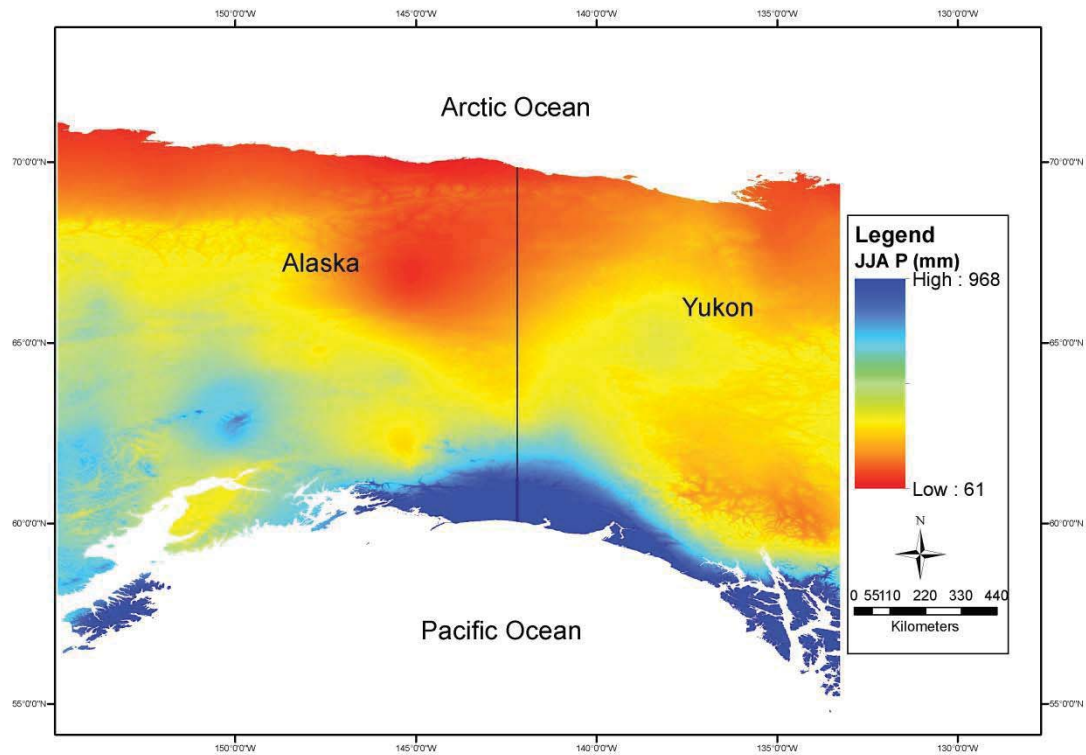 150°0'0"W 145°0'0"W 140°0'0"W 135°0'0"W 130°0'0"W
Arctic Ocean
70°0'0"N 70°0'0"N
Legend
JJA P (mm)
High : 968
Low : 61
Alaska
Yukon
65°0'0"N 65°0'0"N
N
60°0'0"N 60°0'0"N
0 55110 220 330 440
Kilometers
Pacific Ocean
55°0'0"N 55°0'0"N
150°0'0"W 145°0'0"W 140°0'0"W 135°0'0"W 130°0'0"W